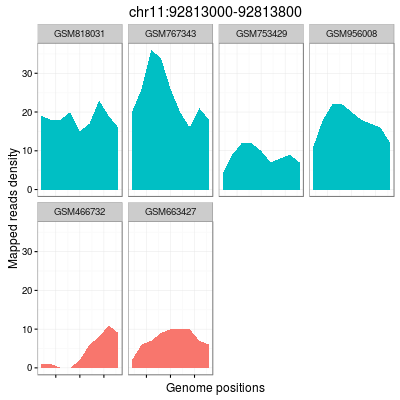 chr11:92813000-92813800
GSM818031 GSM767343 GSM753429 GSM956008
30
20
10
0
Mapped reads density
GSM466732 GSM663427
30
20
10
0
Genome positions